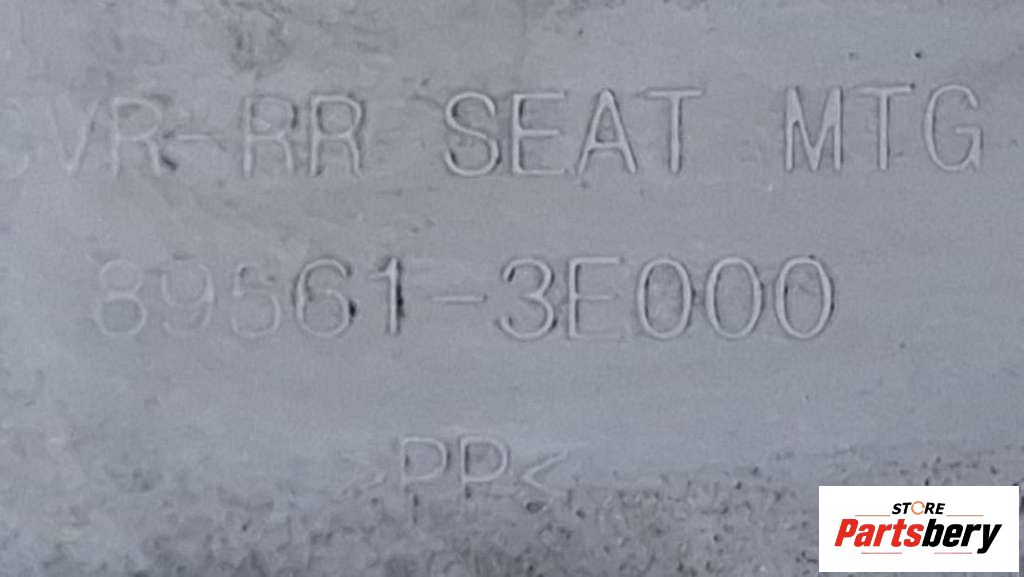 CVR-RR SEAT MTG
89561-3E000
>PP<
STORE
Partsbery